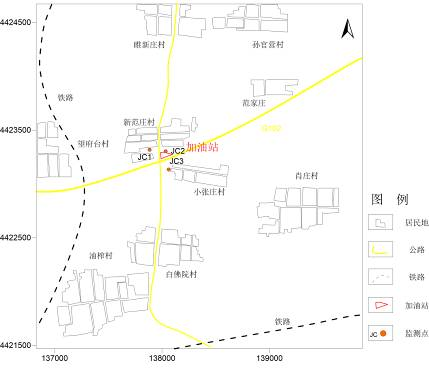 4424500
睢新庄村
孙官营村
铁路
范家庄
4423500
新范庄村
G102
望府台村
JC1
JC2
加油站
JC3
小张庄村
肖庄村
图 例
居民地
4422500
公路
油榨村
白佛院村
铁路
加油站
铁路
JC
监测点
4421500
137000
138000
139000